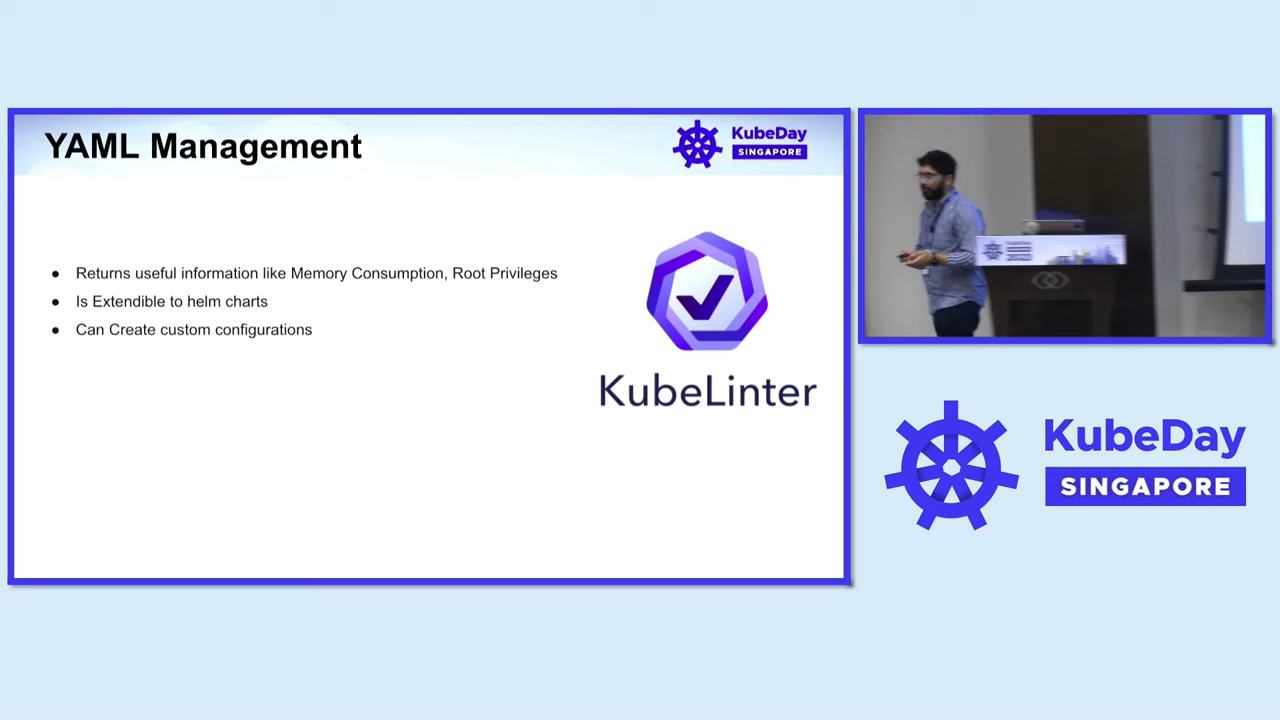 YAML Management
KubeDay
SINGAPORE
● Returns useful information like Memory Consumption, Root Privileges
● Is Extendible to helm charts
● Can Create custom configurations
KubeLinter
KubeDay
KubeDay
SINGAPORE